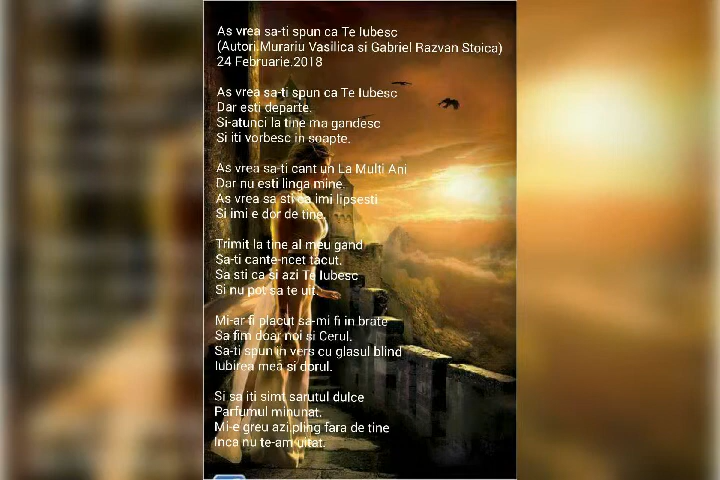 As vrea sa-ti spun ca Te Iubesc
(Autori.Murariu Vasilica si Gabriel Razvan Stoica)
24 Februarie.2018
As vrea sa-ti spun ca Te Iubesc
Dar esti departe.
Si-atunci la tine ma gandesc
Si iti vorbesc in soapte.
As vrea sa-ti cant un La Multi Ani
Dar nu esti linga mine.
As vrea sa sti ca imi lipsesti
Si imi e dor de tine.
Trimit la tine al meu gand
Sa-ti cante-ncet tacut.
Sa sti ca si azi Te Iubesc
Si nu pot sa te uit.
Mi-ar fi placut sa-mi fi in brate
Sa fim doar noi si Cerul.
Sa-ti spun in vers cu glasul blind
Iubirea mea si dorul.
Si sa iti simt sarutul dulce
Parfumul minunat.
Mi-e greu azi,pling fara de tine
Inca nu te-am uitat.